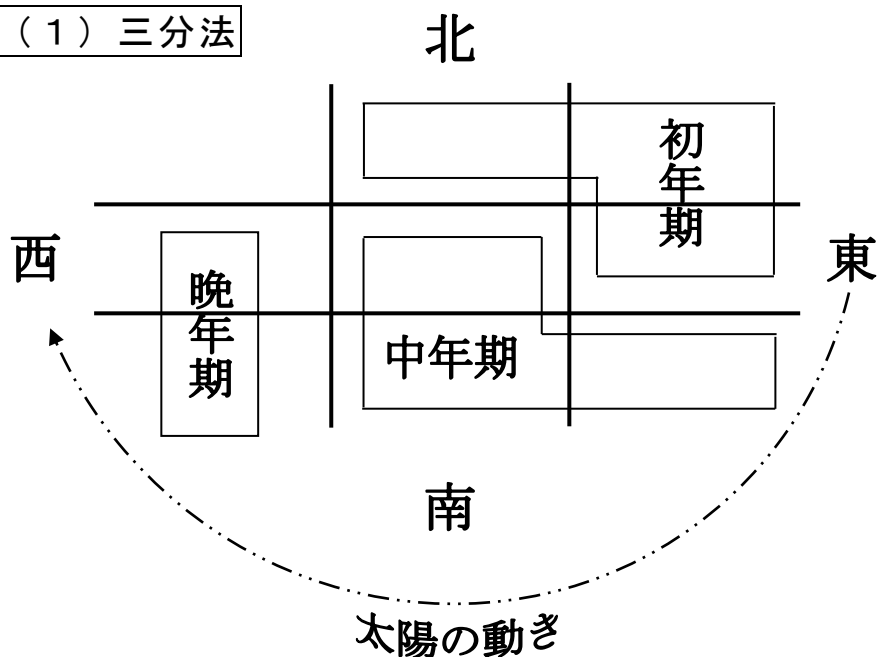 （１）三分法
北
初年期
西
東
晩年期
中年期
南
太陽の動き